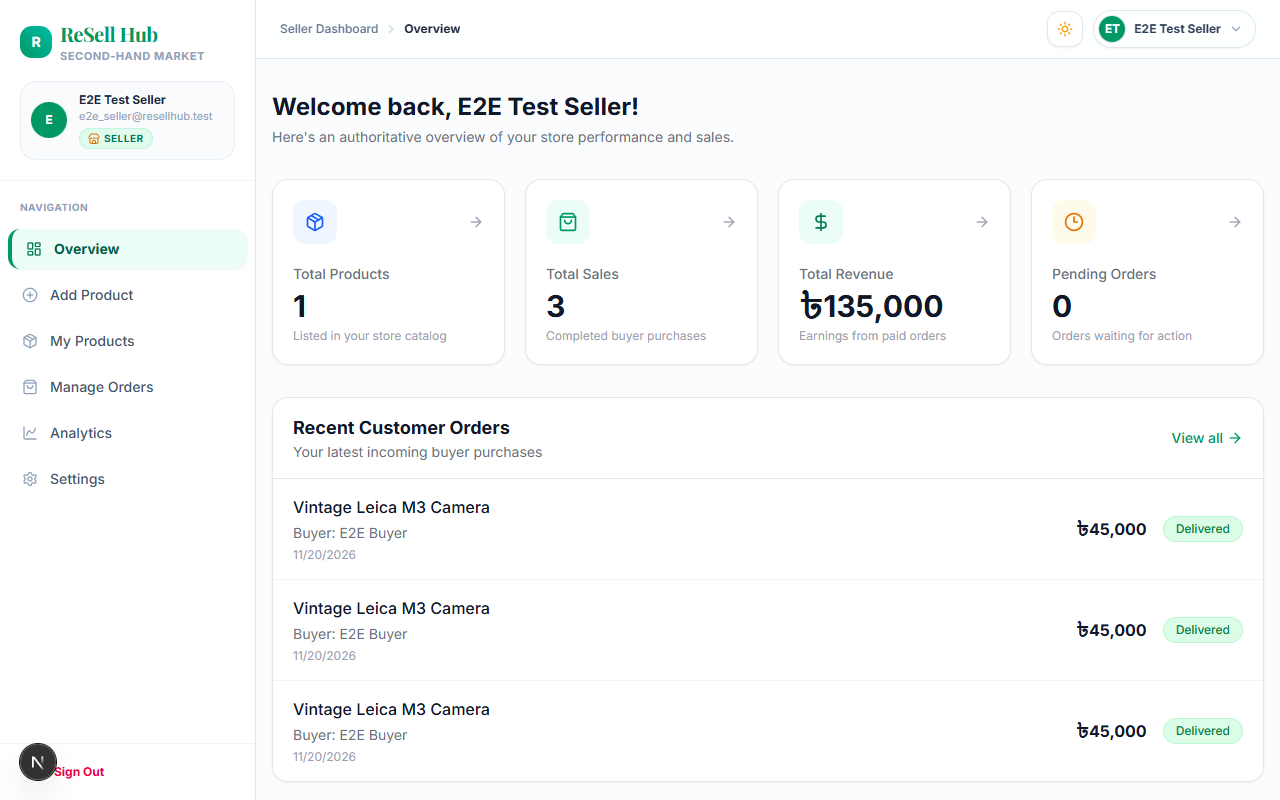 R
ReSell Hub
SECOND-HAND MARKET
E
E2E Test Seller
e2e_seller@resellhub.test
SELLER
NAVIGATION
Overview
Add Product
My Products
Manage Orders
Analytics
Settings
N
Sign Out
Seller Dashboard > Overview
ET
E2E Test Seller
Welcome back, E2E Test Seller!
Here's an authoritative overview of your store performance and sales.
Total Products
1
Listed in your store catalog
Total Sales
3
Completed buyer purchases
$
Total Revenue
৳135,000
Earnings from paid orders
Pending Orders
0
Orders waiting for action
Recent Customer Orders
Your latest incoming buyer purchases
View all →
Vintage Leica M3 Camera
Buyer: E2E Buyer
11/20/2026
৳45,000
Delivered
Vintage Leica M3 Camera
Buyer: E2E Buyer
11/20/2026
৳45,000
Delivered
Vintage Leica M3 Camera
Buyer: E2E Buyer
11/20/2026
৳45,000
Delivered